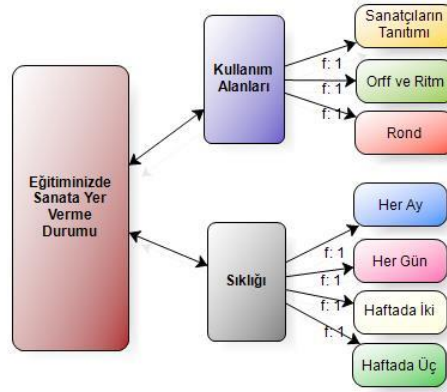 Sanatçıların
Tanıtımı
Kullanım
Alanları
f: 1
Orff ve Ritm
f: 1
f: 1
Rond
Eğitiminizde
Sanata Yer
Verme
Durumu
Her Ay
f: 1
Her Gün
Sıklığı
f: 1
f: 1
Haftada İki
f: 1
Haftada Üç